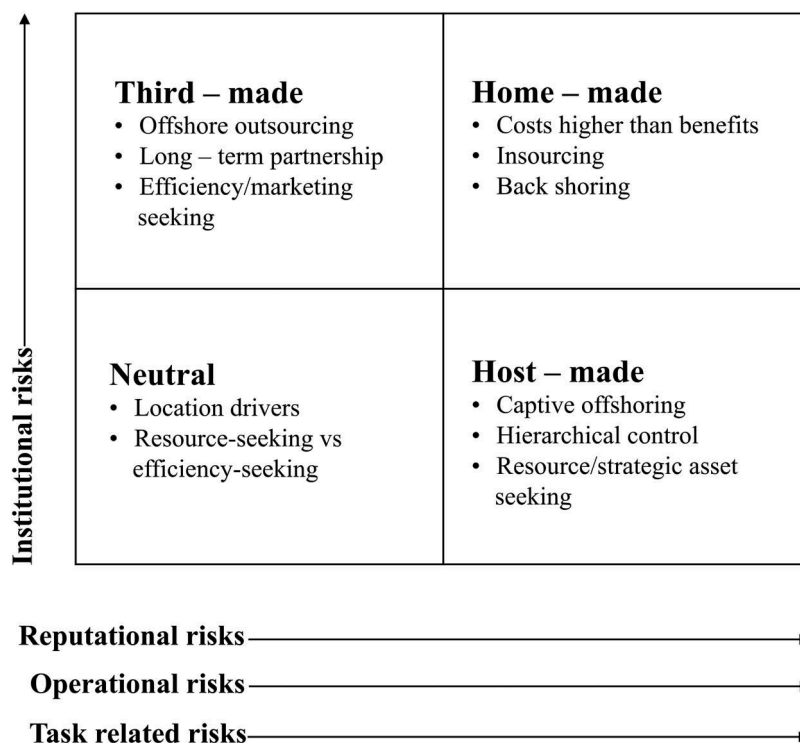 Third – made
• Offshore outsourcing
• Long – term partnership
• Efficiency/marketing
seeking
Home – made
• Costs higher than benefits
• Insourcing
• Back shoring
Neutral
• Location drivers
• Resource-seeking vs
efficiency-seeking
Host – made
• Captive offshoring
• Hierarchical control
• Resource/strategic asset
seeking
Institutional risks
Reputational risks
Operational risks
Task related risks